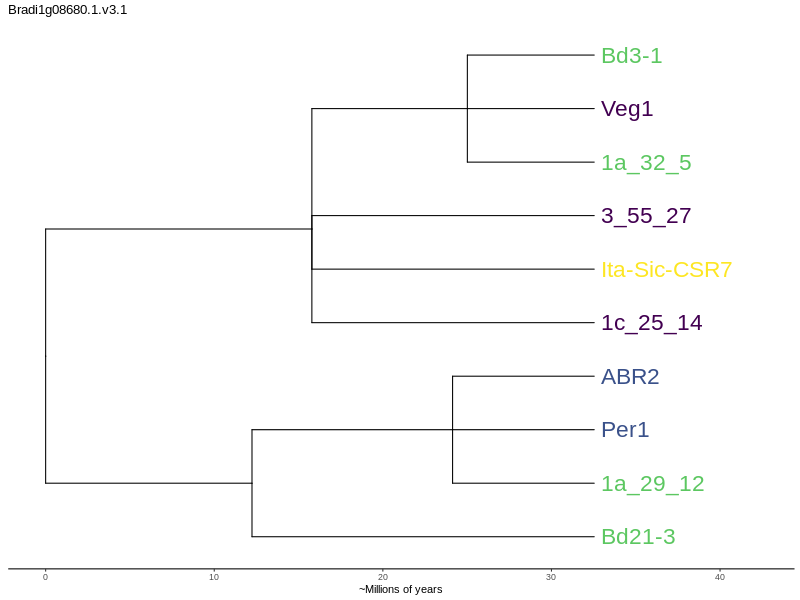 Bradi1g08680.1.v3.1
Bd3-1
Veg1
1a_32_5
3_55_27
Ita-Sic-CSR7
1c_25_14
ABR2
Per1
1a_29_12
Bd21-3
0 10 20 30 40
~Millions of years